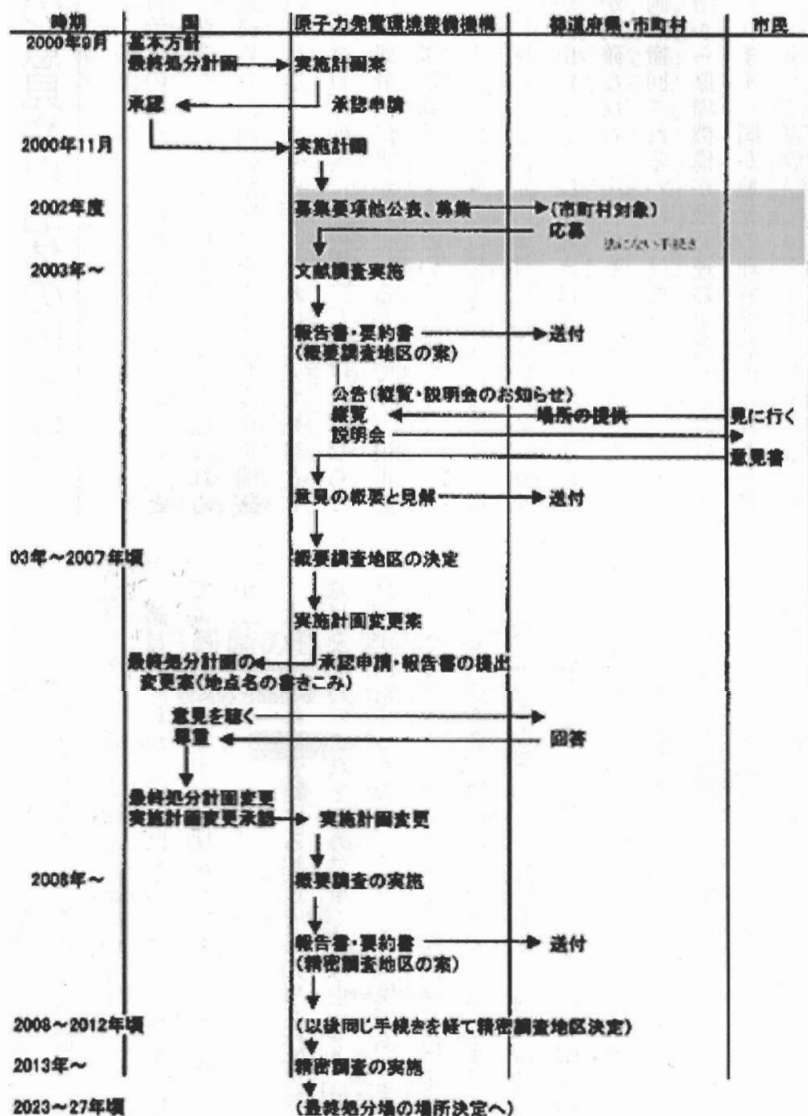 時期 国 原子力発電環境整備機構 都道府県・市町村 市民
2000年9月 基本方針
最終処分計画 実施計画案
承認 承認申請
2000年11月 実施計画
2002年度 募集要項他公表、募集 (市町村対象)
応募
法にない手続き
2003年～ 文献調査実施
報告書・要約書 送付
(概要調査地区の案)
公告(縦覧・説明会のお知らせ)
縦覧 場所の提供 見に行く
説明会
意見書
意見の概要と見解 送付
03年～2007年頃 概要調査地区の決定
実施計画変更案
最終処分計画の 承認申請・報告書の提出
変更案(地点名の書きこみ)
意見を聴く
尊重 回答
最終処分計画変更
実施計画変更承認 実施計画変更
2008年～ 概要調査の実施
報告書・要約書 送付
(精密調査地区の案)
2008～2012年頃 (以後同じ手続きを経て精密調査地区決定)
2013年～ 精密調査の実施
2023～27年頃 (最終処分場の場所決定へ)